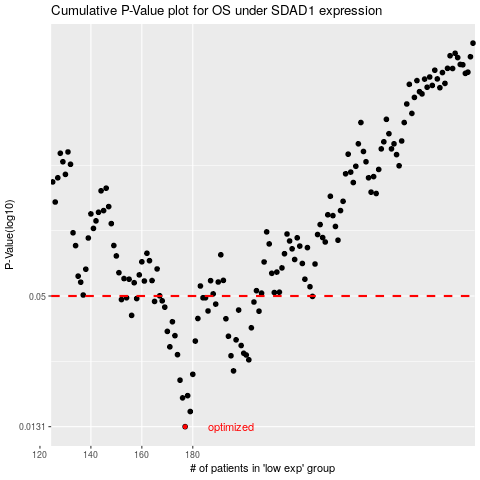 Cumulative P-Value plot for OS under SDAD1 expression
P-Value(log10)
0.05
0.0131
optimized
120 140 160 180
# of patients in 'low exp' group